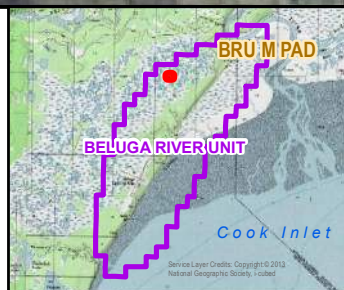 BRU M PAD
BELUGA RIVER UNIT
Cook Inlet
Service Layer Credits: Copyright:© 2013
National Geographic Society, i-cubed